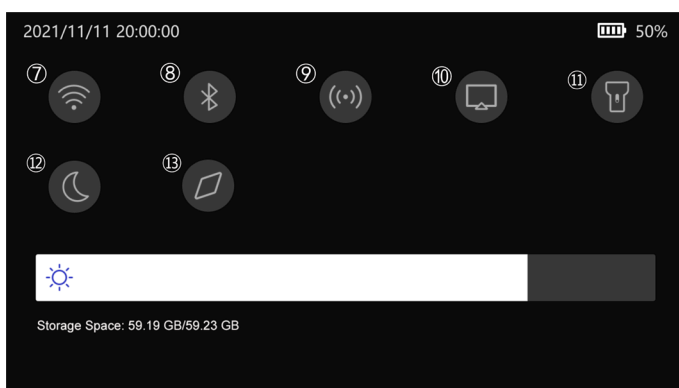 2021/11/11 20:00:00 50%
⑦ ⑧ ⑨ ⑩ ⑪
⑫ ⑬
Storage Space: 59.19 GB/59.23 GB